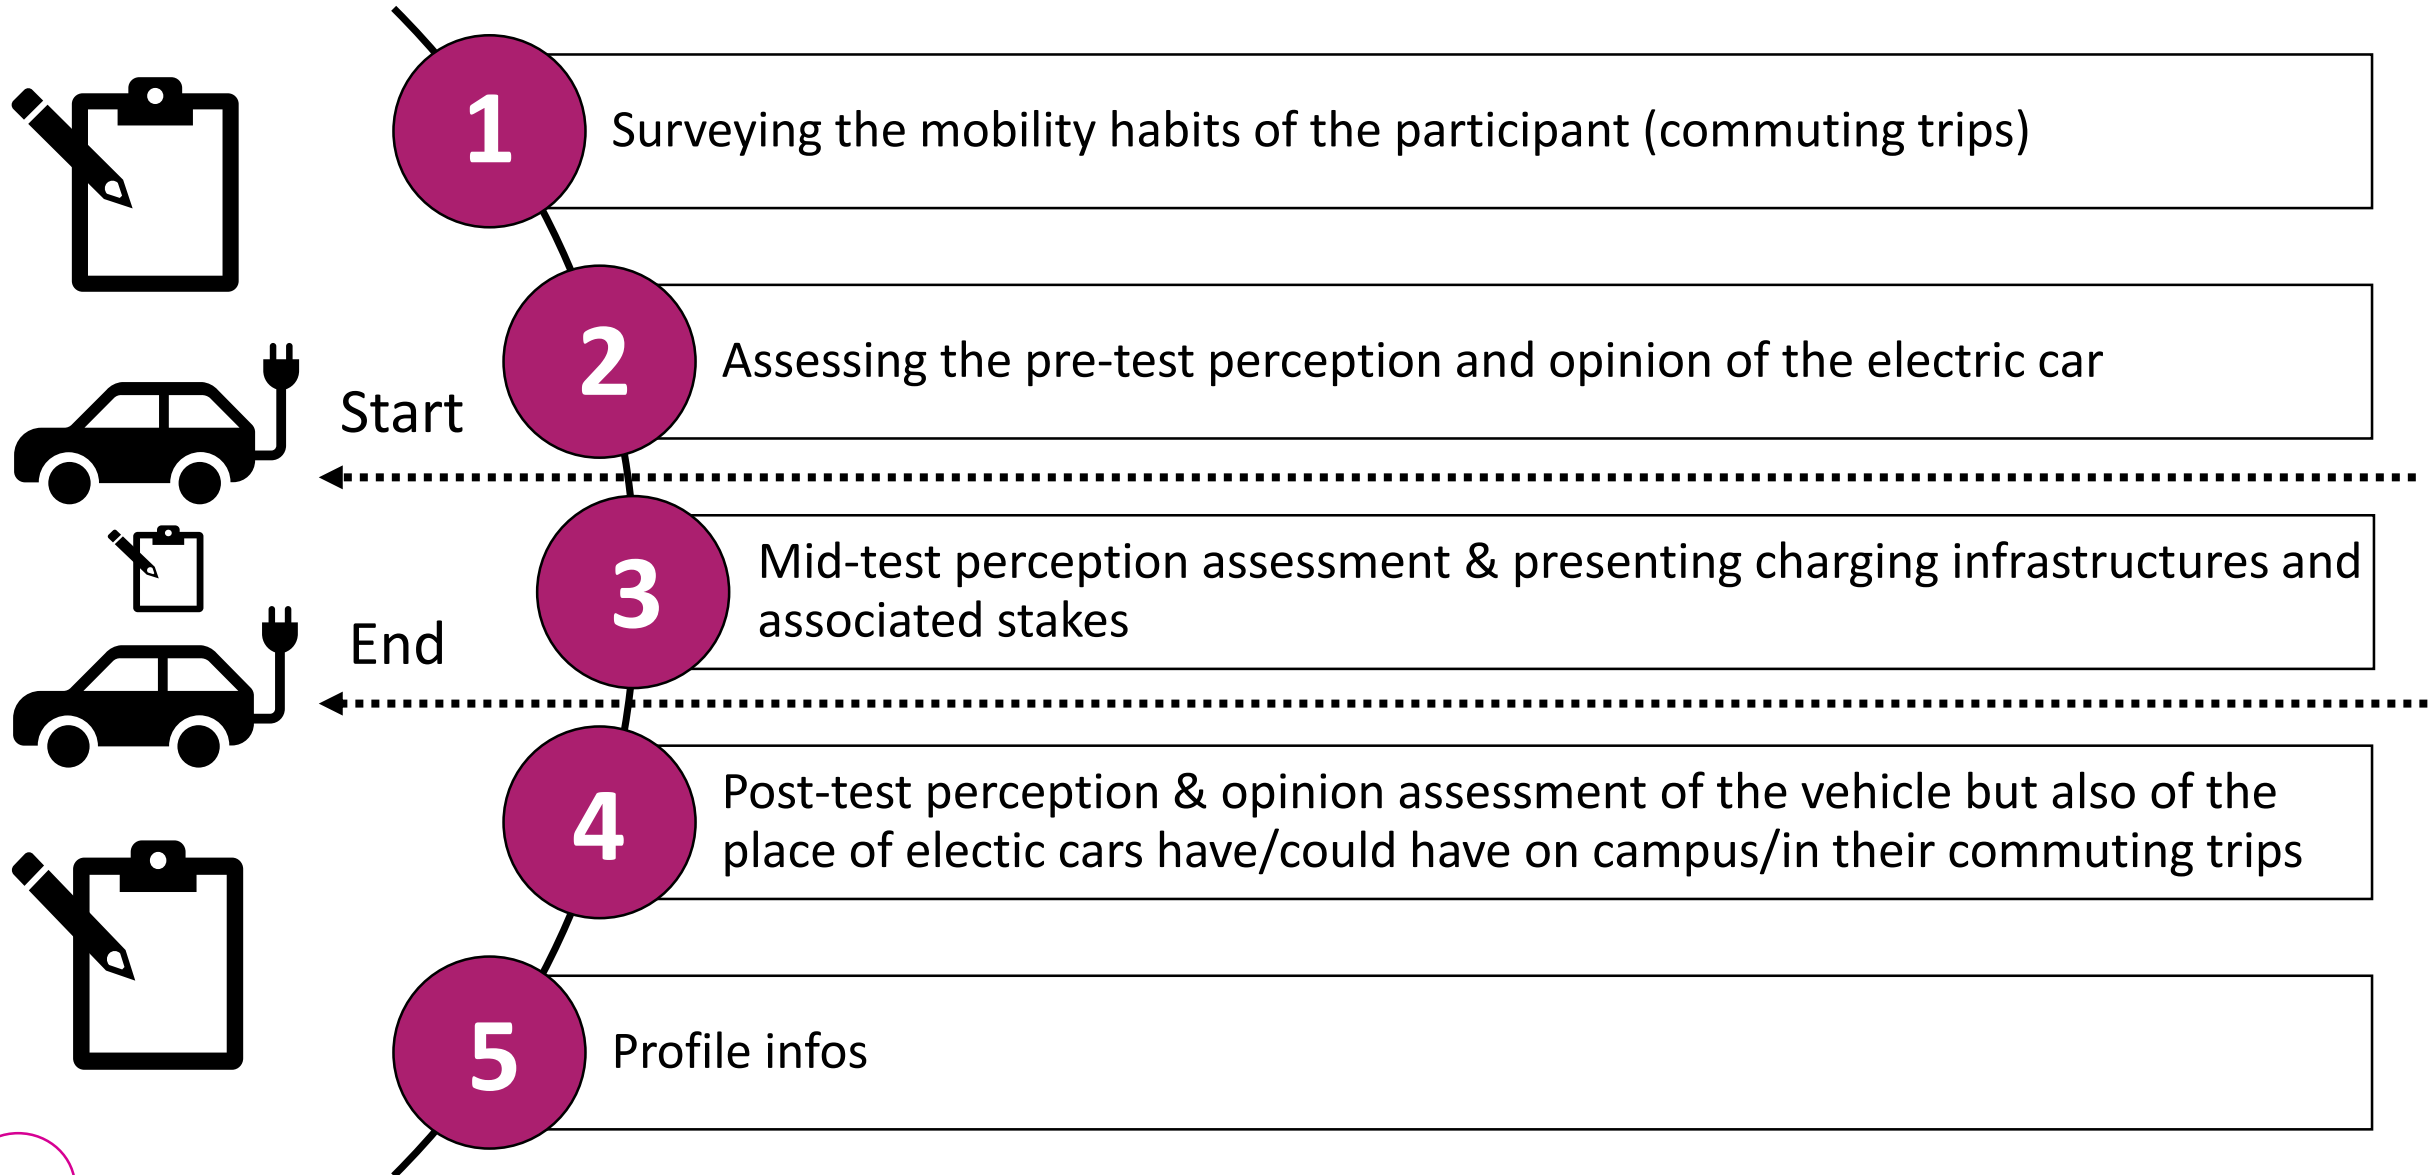 1
Surveying the mobility habits of the participant (commuting trips)
2
Assessing the pre-test perception and opinion of the electric car
Start
3
Mid-test perception assessment & presenting charging infrastructures and
associated stakes
End
4
Post-test perception & opinion assessment of the vehicle but also of the
place of electic cars have/could have on campus/in their commuting trips
5
Profile infos